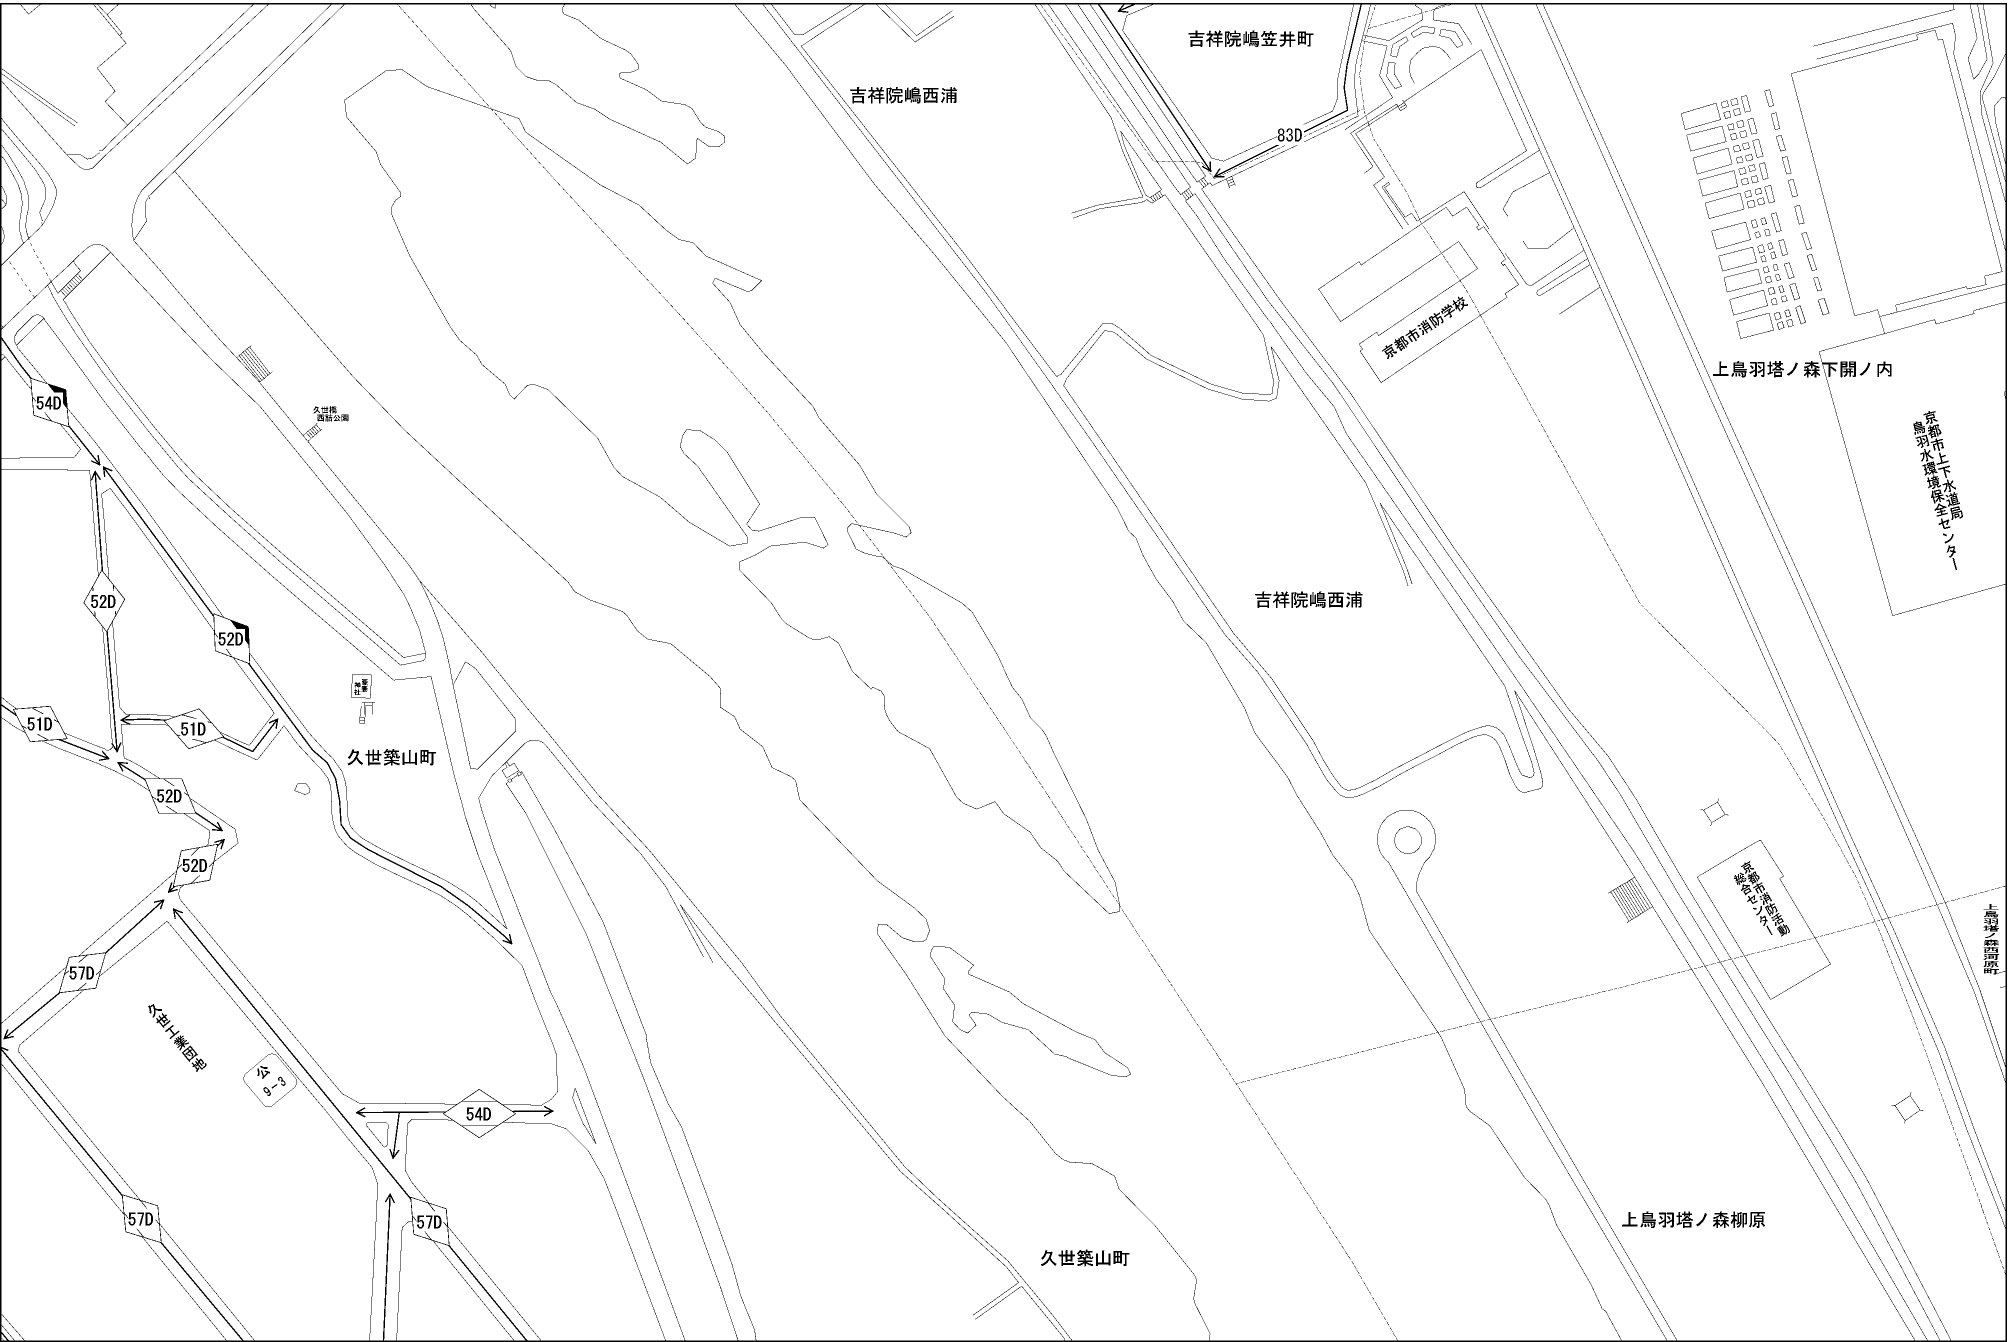 吉祥院嶋笠井町
吉祥院嶋西浦
83D
京都市消防学校
上鳥羽塔ノ森下開ノ内
54D
久世橋
西詰公園
京都市上下水道局
鳥羽水環境保全センター
52D
52D
吉祥院嶋西浦
神社
51D
51D
久世築山町
52D
52D
京都市消防活動
総合センター
上鳥羽塔ノ森西河原町
57D
久世工業団地
公
9-3
54D
57D
57D
上鳥羽塔ノ森柳原
久世築山町